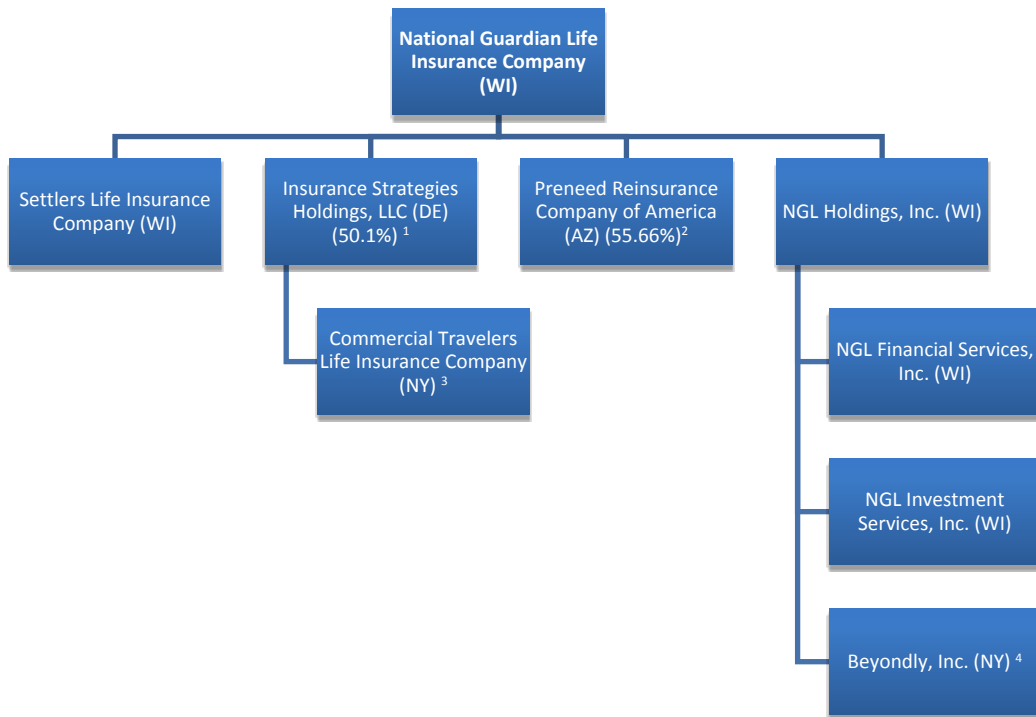 National Guardian Life
Insurance Company
(WI)
Settlers Life Insurance
Company (WI)
Insurance Strategies
Holdings, LLC (DE)
(50.1%) ¹
Preneed Reinsurance
Company of America
(AZ) (55.66%)²
NGL Holdings, Inc. (WI)
Commercial Travelers
Life Insurance Company
(NY) ³
NGL Financial Services,
Inc. (WI)
NGL Investment
Services, Inc. (WI)
Beyondly, Inc. (NY) ⁴